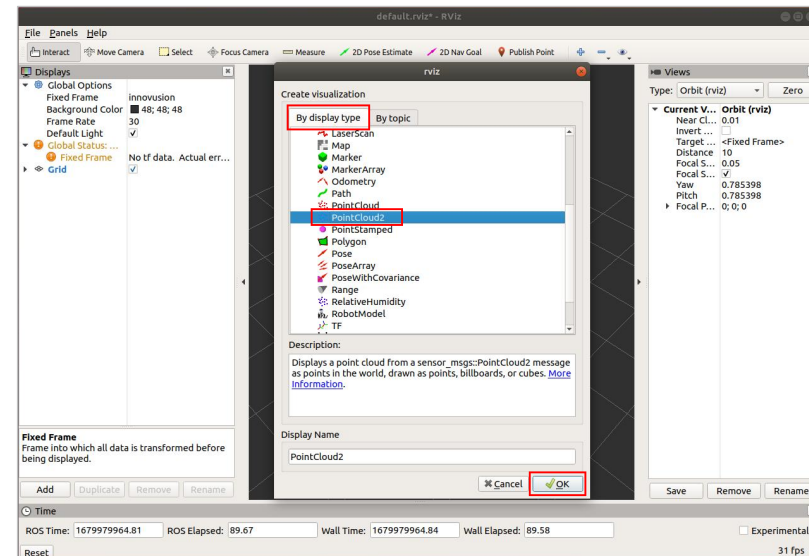 default.rviz* - RViz
File Panels Help
Interact Move Camera Select Focus Camera Measure 2D Pose Estimate 2D Nav Goal Publish Point
Displays
Global Options
Fixed Frame innovusion
Background Color 48; 48; 48
Frame Rate 30
Default Light
Global Status: ...
Fixed Frame No tf data. Actual err...
Grid
Fixed Frame
Frame into which all data is transformed before
being displayed.
Add Duplicate Remove Rename
rviz
Create visualization
By display type By topic
LaserScan
Map
Marker
MarkerArray
Odometry
Path
PointCloud
PointCloud2
PointStamped
Polygon
Pose
PoseArray
PoseWithCovariance
Range
RelativeHumidity
RobotModel
TF
Description:
Displays a point cloud from a sensor_msgs::PointCloud2 message
as points in the world, drawn as points, billboards, or cubes. More
Information.
Display Name
PointCloud2
Cancel OK
Views
Type: Orbit (rviz) Zero
Current V... Orbit (rviz)
Near Cl... 0.01
Invert ...
Target ... <Fixed Frame>
Distance 10
Focal S... 0.05
Focal S...
Yaw 0.785398
Pitch 0.785398
Focal P... 0; 0; 0
Save Remove Rename
Time
ROS Time: 1679979964.81 ROS Elapsed: 89.67 Wall Time: 1679979964.84 Wall Elapsed: 89.58 Experimental
Reset 31 fps